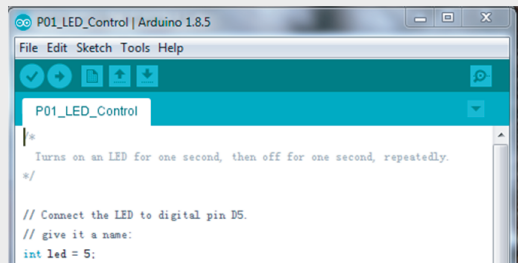 P01_LED_Control | Arduino 1.8.5
File Edit Sketch Tools Help
P01_LED_Control
/*
Turns on an LED for one second, then off for one second, repeatedly.
*/
// Connect the LED to digital pin D5.
// give it a name:
int led = 5;